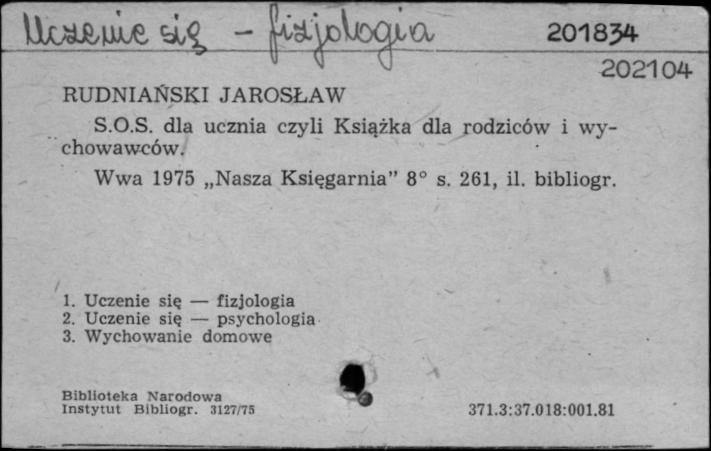 Uczenie się - fizjologia 201834
202104
RUDNIAŃSKI JAROSŁAW
S.O.S. dla ucznia czyli Książka dla rodziców i wy-
chowawców.
Wwa 1975 „Nasza Księgarnia” 8° s. 261, il. bibliogr.
1. Uczenie się — fizjologia
2. Uczenie się — psychologia
3. Wychowanie domowe
Biblioteka Narodowa
Instytut Bibliogr. 3127/75 371.3:37.018:001.81